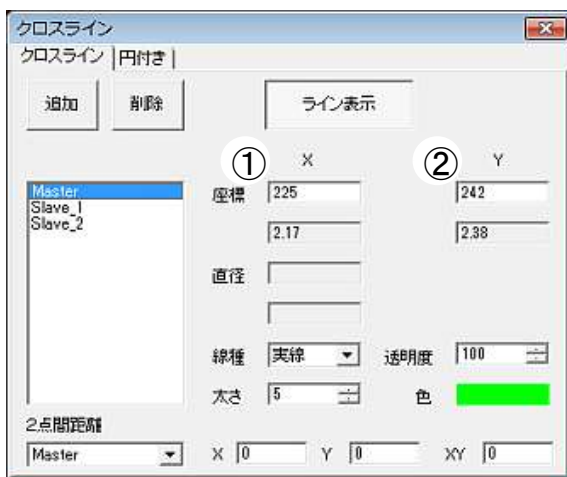 クロスライン
クロスライン 円付き
追加 削除 ライン表示
① X ② Y
Master
Slave_1
Slave_2
座標 225 242
2.17 2.38
直径
線種 実線 透明度 100
太さ 5 色
2点間距離
Master X 0 Y 0 XY 0